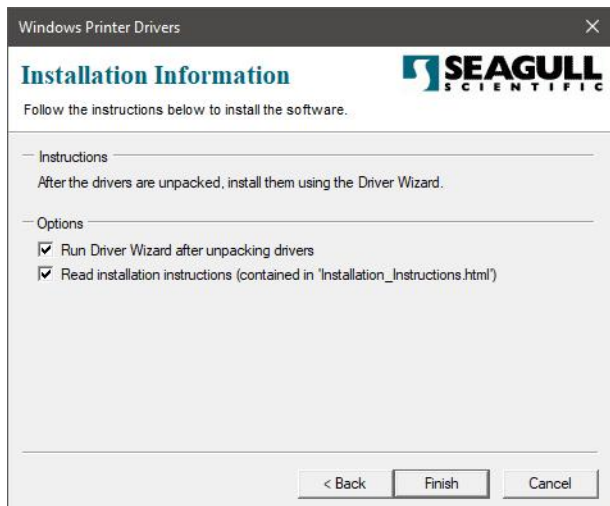 Windows Printer Drivers
Installation Information
SEAGULL
SCIENTIFIC
Follow the instructions below to install the software.
Instructions
After the drivers are unpacked, install them using the Driver Wizard.
Options
Run Driver Wizard after unpacking drivers
Read installation instructions (contained in 'Installation_Instructions.html')
< Back Finish Cancel